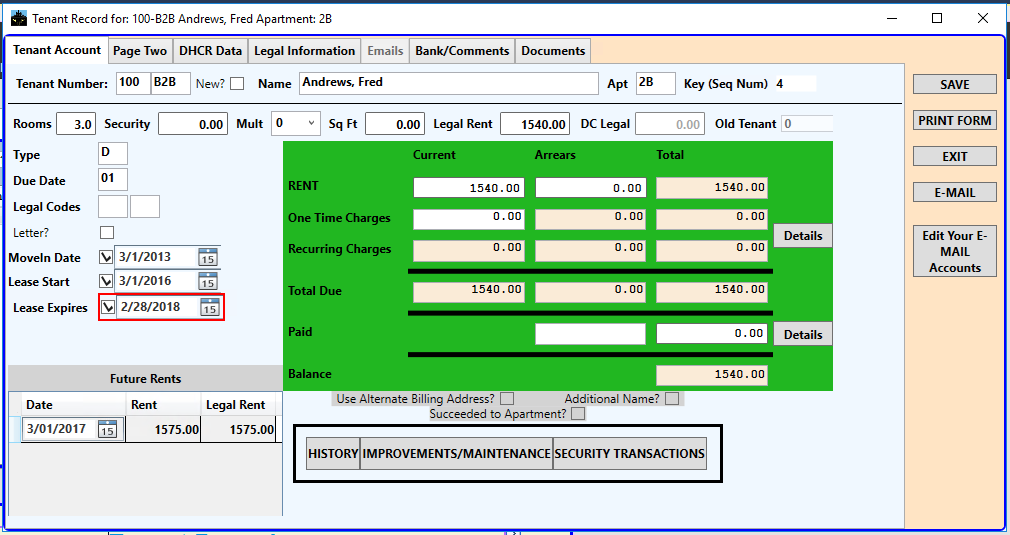 Tenant Record for: 100-B2B Andrews, Fred Apartment: 2B
Tenant Account Page Two DHCR Data Legal Information Emails Bank/Comments Documents
Tenant Number: 100 B2B New? Name Andrews, Fred Apt 2B Key (Seq Num) 4
SAVE
Rooms 3.0 Security 0.00 Mult 0 Sq Ft 0.00 Legal Rent 1540.00 DC Legal 0.00 Old Tenant 0
PRINT FORM
Type D
Current Arrears Total
EXIT
Due Date 01
RENT 1540.00 0.00 1540.00
E-MAIL
Legal Codes
One Time Charges 0.00 0.00 0.00
Letter?
Details
Edit Your E-
MAIL
Accounts
MoveIn Date 3/1/2013 15
Recurring Charges 0.00 0.00 0.00
Lease Start 3/1/2016 15
Total Due 1540.00 0.00 1540.00
Lease Expires 2/28/2018 15
Paid 0.00 Details
Balance 1540.00
Future Rents
Date Rent Legal Rent
3/01/2017 15 1575.00 1575.00
Use Alternate Billing Address? Additional Name?
Succeeded to Apartment?
HISTORY IMPROVEMENTS/MAINTENANCE SECURITY TRANSACTIONS